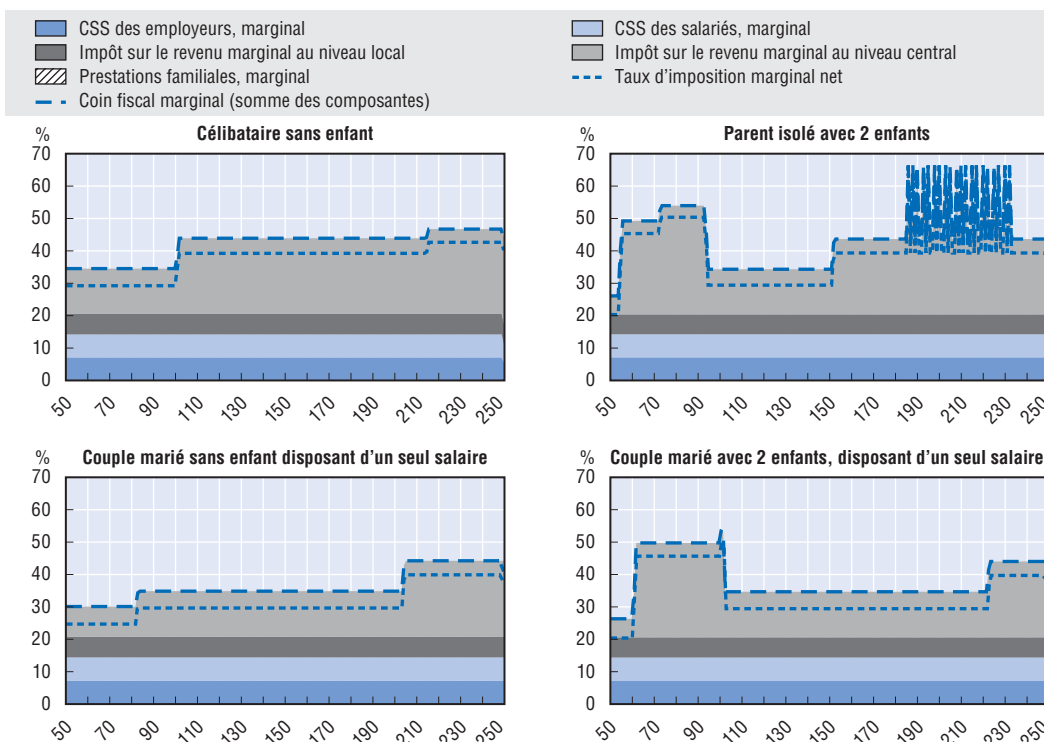 CSS des employeurs, marginal
CSS des salariés, marginal
Impôt sur le revenu marginal au niveau local
Impôt sur le revenu marginal au niveau central
Prestations familiales, marginal
Taux d'imposition marginal net
Coin fiscal marginal (somme des composantes)
% Célibataire sans enfant
70
60
50
40
30
20
10
0
50 70 90 110 130 150 170 190 210 230 250
% Parent isolé avec 2 enfants
70
60
50
40
30
20
10
0
50 70 90 110 130 150 170 190 210 230 250
% Couple marié sans enfant disposant d'un seul salaire
70
60
50
40
30
20
10
0
50 70 90 110 130 150 170 190 210 230 250
% Couple marié avec 2 enfants, disposant d'un seul salaire
70
60
50
40
30
20
10
0
50 70 90 110 130 150 170 190 210 230 250